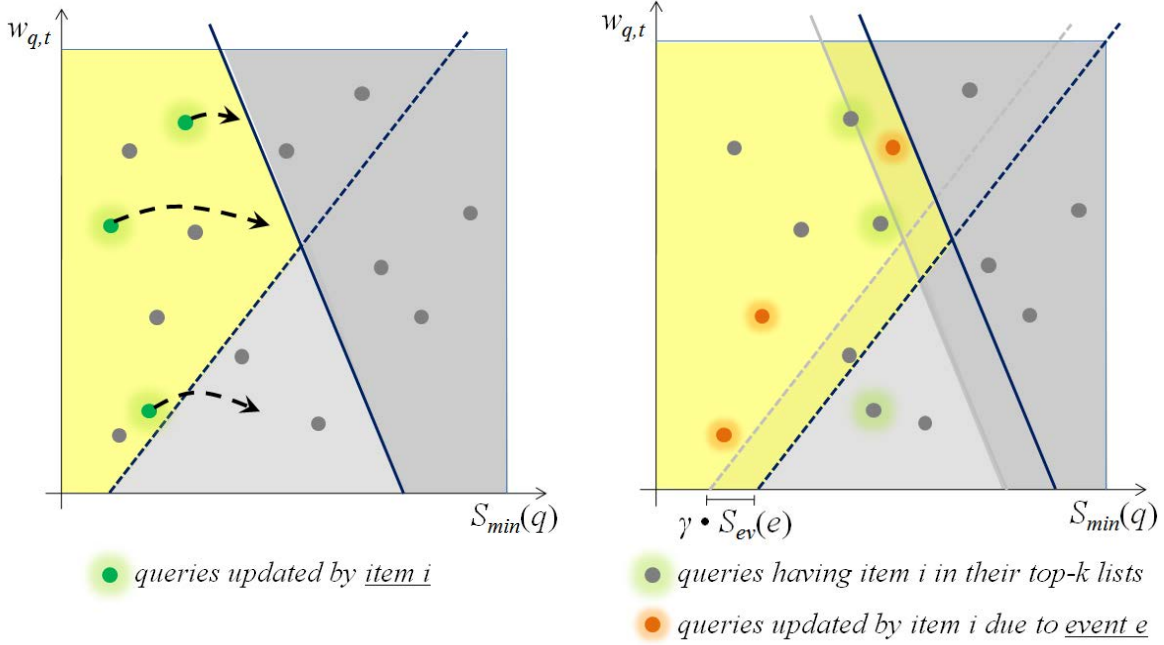 w_{q,t}
S_{min}(q)
queries updated by item i
w_{q,t}
γ • S_{ev}(e)
S_{min}(q)
queries having item i in their top-k lists
queries updated by item i due to event e